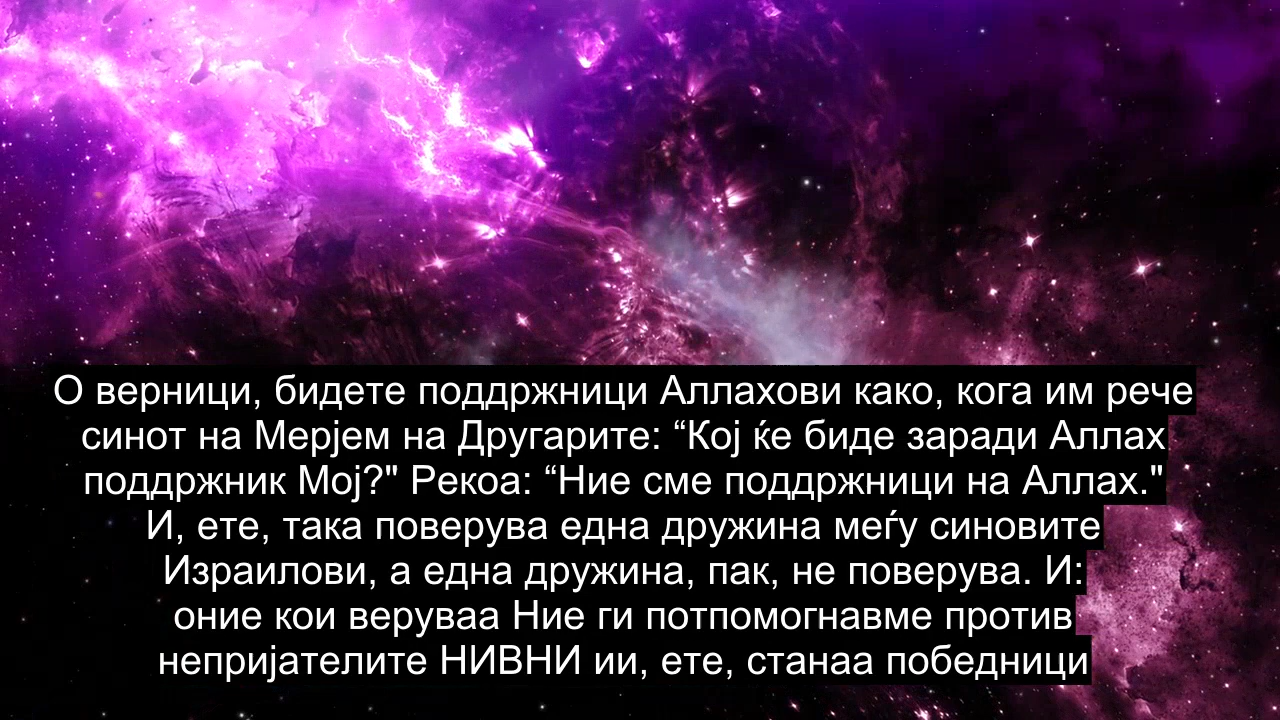 О верници, бидете поддржници Аллахови како, кога им рече
синот на Мерјем на Другарите: “Кој ќе биде заради Аллах
поддржник Мој?" Рекоа: “Ние сме поддржници на Аллах."
И, ете, така поверува една дружина меѓу синовите
Израилови, а една дружина, пак, не поверува. И:
оние кои веруваа Ние ги потпомогнавме против
непријателите НИВНИ ии, ете, станаа победници